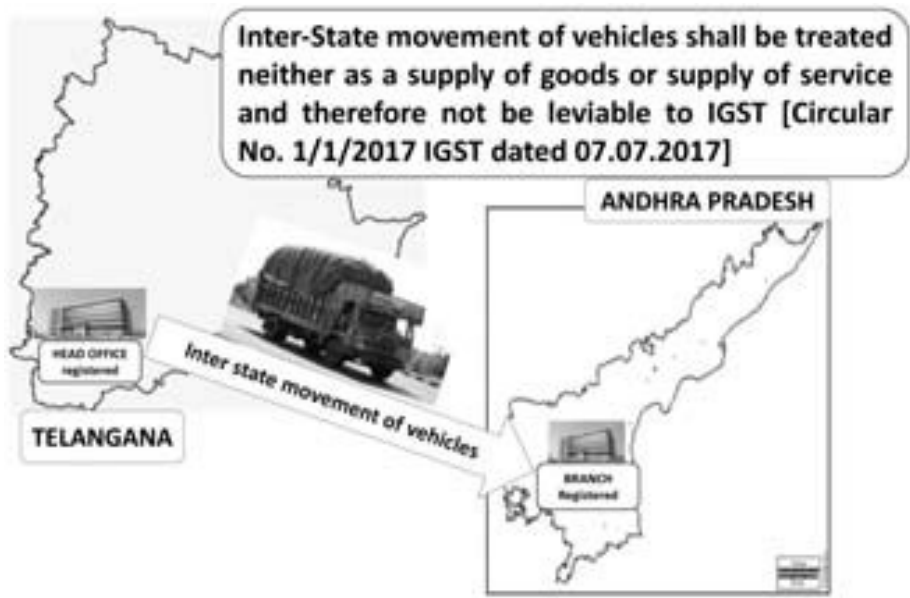 Inter-State movement of vehicles shall be treated
neither as a supply of goods or supply of service
and therefore not be leviable to IGST [Circular
No. 1/1/2017 IGST dated 07.07.2017]
ANDHRA PRADESH
HEAD OFFICE
registered
Inter state movement of vehicles
TELANGANA
BRANCH
Registered